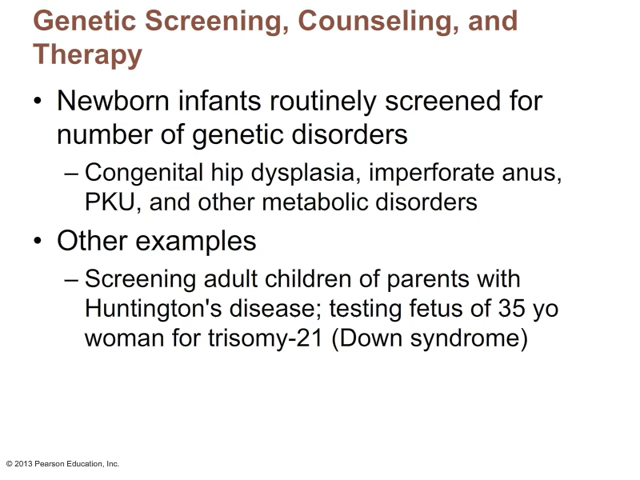 Genetic Screening, Counseling, and
Therapy
• Newborn infants routinely screened for
number of genetic disorders
– Congenital hip dysplasia, imperforate anus,
PKU, and other metabolic disorders
• Other examples
– Screening adult children of parents with
Huntington's disease; testing fetus of 35 yo
woman for trisomy-21 (Down syndrome)
© 2013 Pearson Education, Inc.